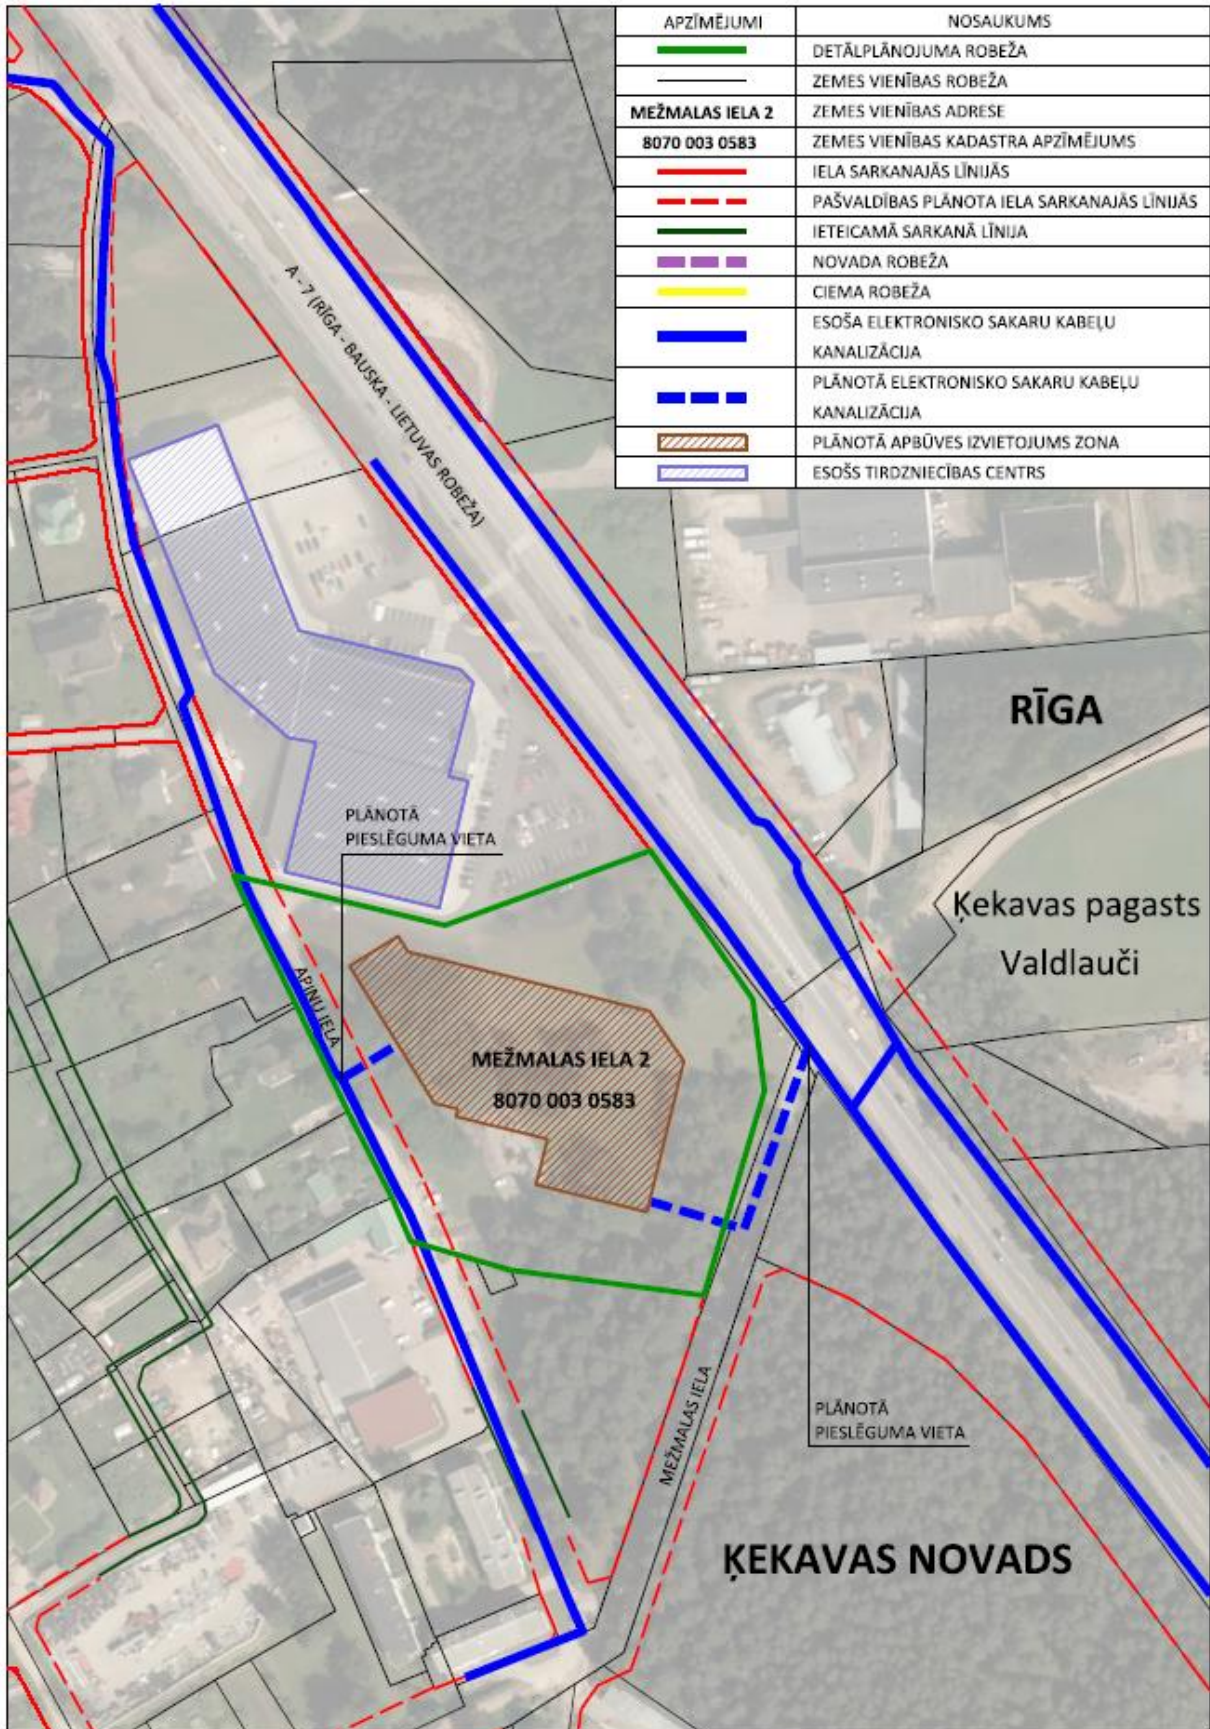 APZĪMĒJUMI
NOSAUKUMS
DETĀLPLĀNOJUMA ROBEŽA
ZEMES VIENĪBAS ROBEŽA
MEŽMALAS IELA 2
ZEMES VIENĪBAS ADRESE
8070 003 0583
ZEMES VIENĪBAS KADASTRA APZĪMĒJUMS
IELA SARKANAJĀS LĪNIJĀS
PAŠVALDĪBAS PLĀNOTA IELA SARKANAJĀS LĪNIJĀS
IETEICAMĀ SARKANĀ LĪNIJA
NOVADA ROBEŽA
CIEMA ROBEŽA
ESOŠA ELEKTRONISKO SAKARU KABEĻU
KANALIZĀCIJA
PLĀNOTĀ ELEKTRONISKO SAKARU KABEĻU
KANALIZĀCIJA
PLĀNOTĀ APBŪVES IZVIETOJUMS ZONA
ESOŠS TIRDZNIECĪBAS CENTRS
A - 7 (RĪGA - BAUSKA - LIETUVAS ROBEŽA)
RĪGA
PLĀNOTĀ
PIESLĒGUMA VIETA
Ķekavas pagasts
Valdlauči
APIŅU IELA
MEŽMALAS IELA 2
8070 003 0583
MEŽMALAS IELA
PLĀNOTĀ
PIESLĒGUMA VIETA
ĶEKAVAS NOVADS